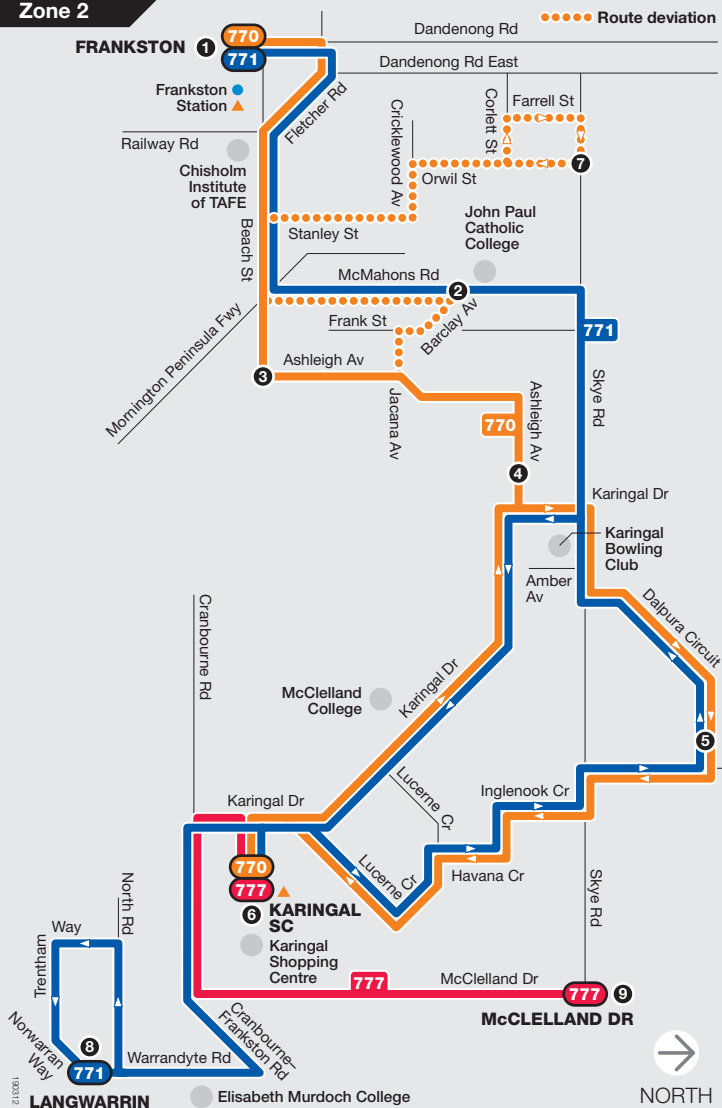 Zone 2
770
771
FRANKSTON
1
Route deviation
Dandenong Rd
Dandenong Rd East
Frankston
Station
Fletcher Rd
Railway Rd
Chisholm
Institute
of TAFE
Cricklewood Av
Corlett St
Farrell St
Orwil St
7
Beach St
Stanley St
John Paul
Catholic
College
McMahons Rd
2
Mornington Peninsula Fwy
Frank St
Barclay Av
771
3
Ashleigh Av
Jacana Av
Ashleigh Av
770
Skye Rd
4
Karingal Dr
Karingal
Bowling
Club
Amber
Av
Dalpura Circuit
Cranbourne Rd
McClelland
College
Karingal Dr
5
Lucerne Cr
Inglenook Cr
Karingal Dr
Lucerne Cr
Havana Cr
770
777
6
KARINGAL
SC
Karingal
Shopping
Centre
Skye Rd
North Rd
Way
Trentham
777
McClelland Dr
777
9
McCLELLAND DR
Norwarran
Way
8
771
Warrandyte Rd
Cranbourne–
Frankston Rd
LANGWARRIN
Elisabeth Murdoch College
NORTH
190312